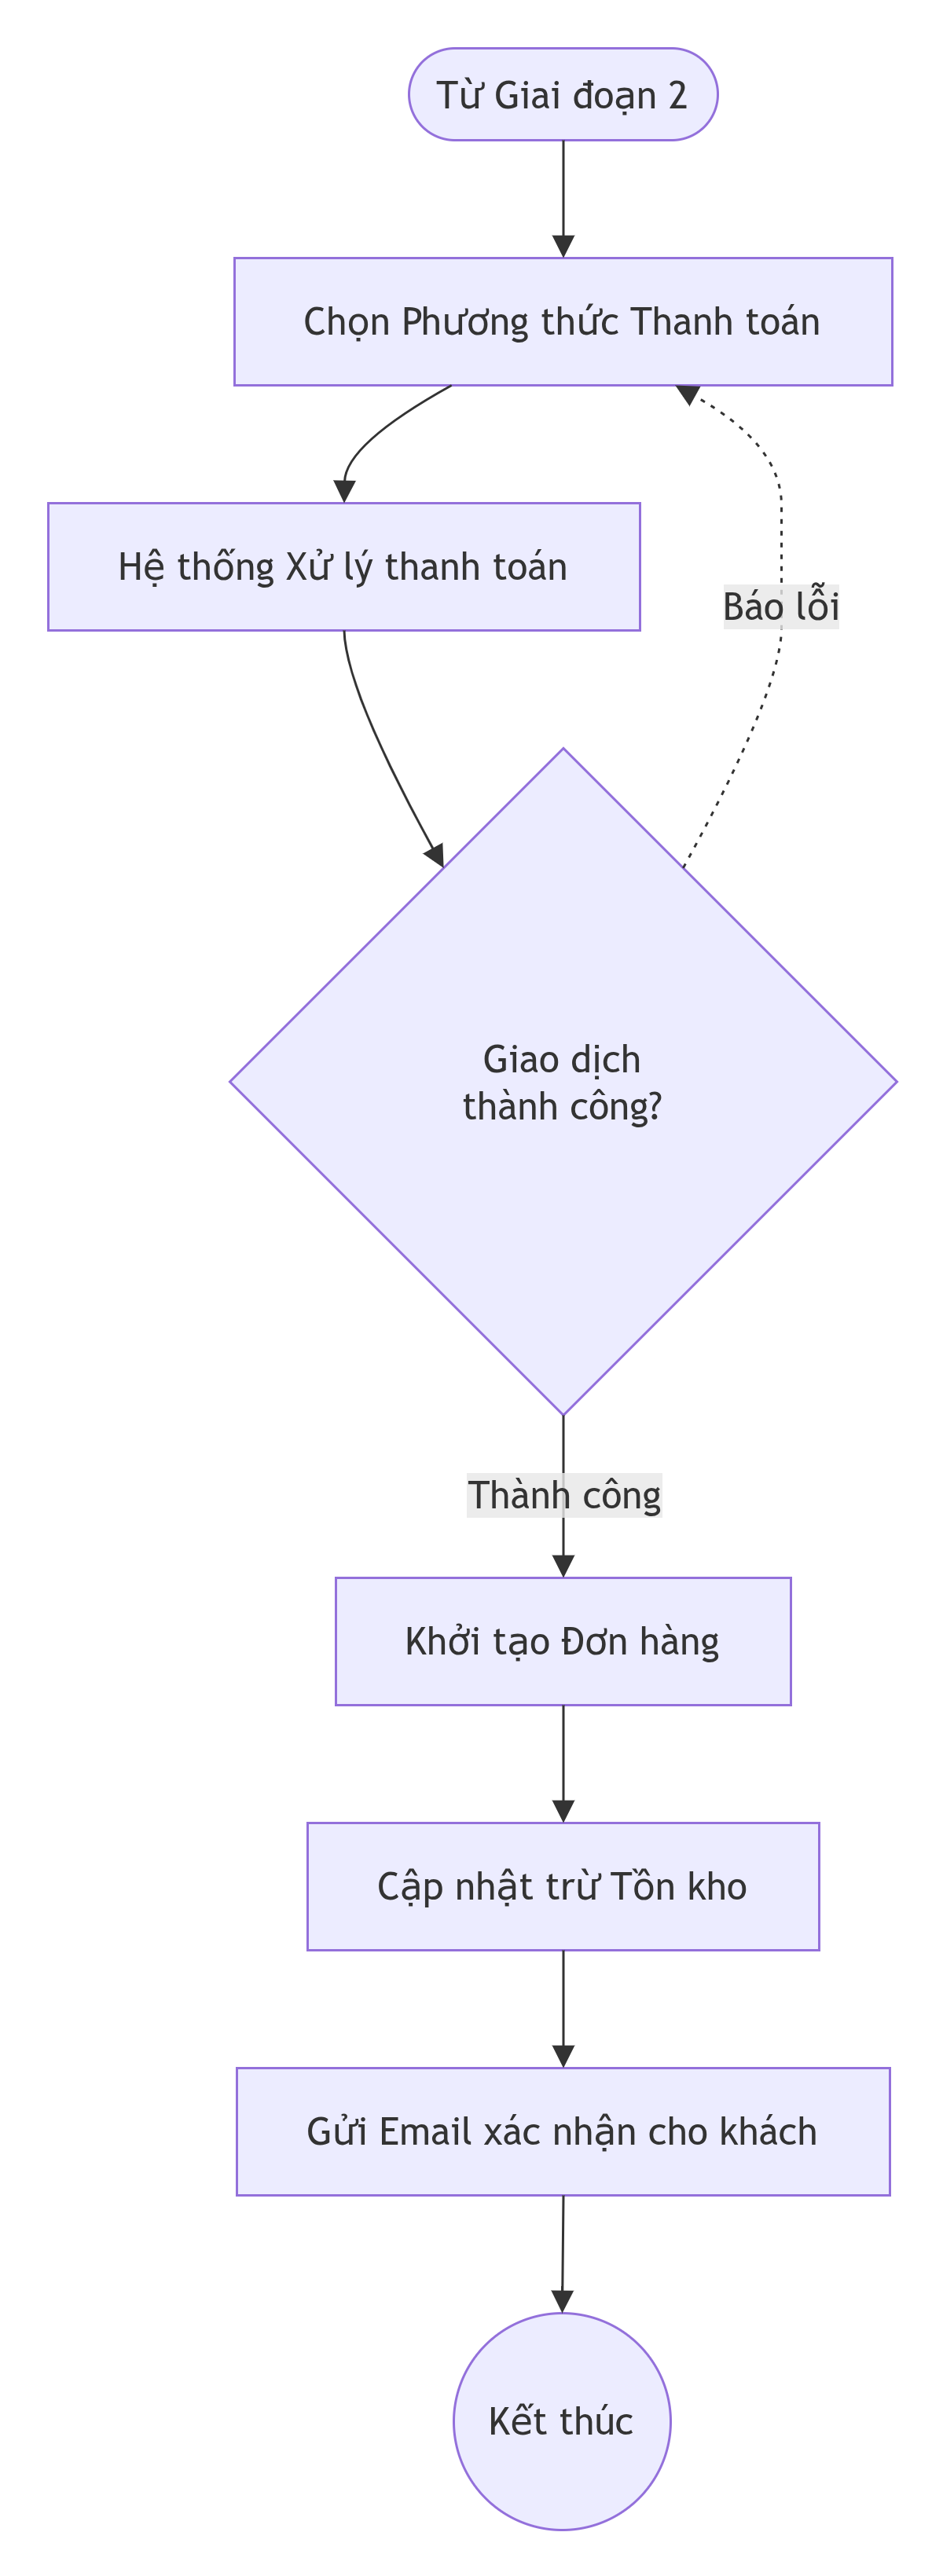 Từ Giai đoạn 2
Chọn Phương thức Thanh toán
Hệ thống Xử lý thanh toán
Báo lỗi
Giao dịch
thành công?
Thành công
Khởi tạo Đơn hàng
Cập nhật trừ Tồn kho
Gửi Email xác nhận cho khách
Kết thúc